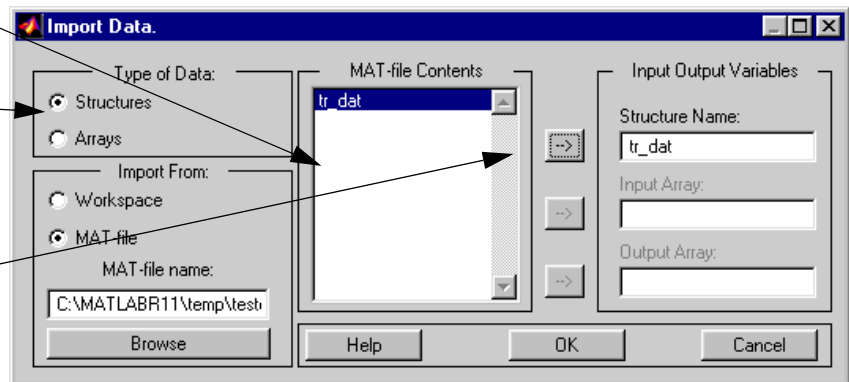 Import Data.
Type of Data:
Structures
Arrays
Import From:
Workspace
MAT-file
MAT-file name:
C:\MATLABR11\temp\test
Browse
MAT-file Contents
tr_dat
-->
-->
-->
Input Output Variables
Structure Name:
tr_dat
Input Array:
Output Array:
Help
OK
Cancel